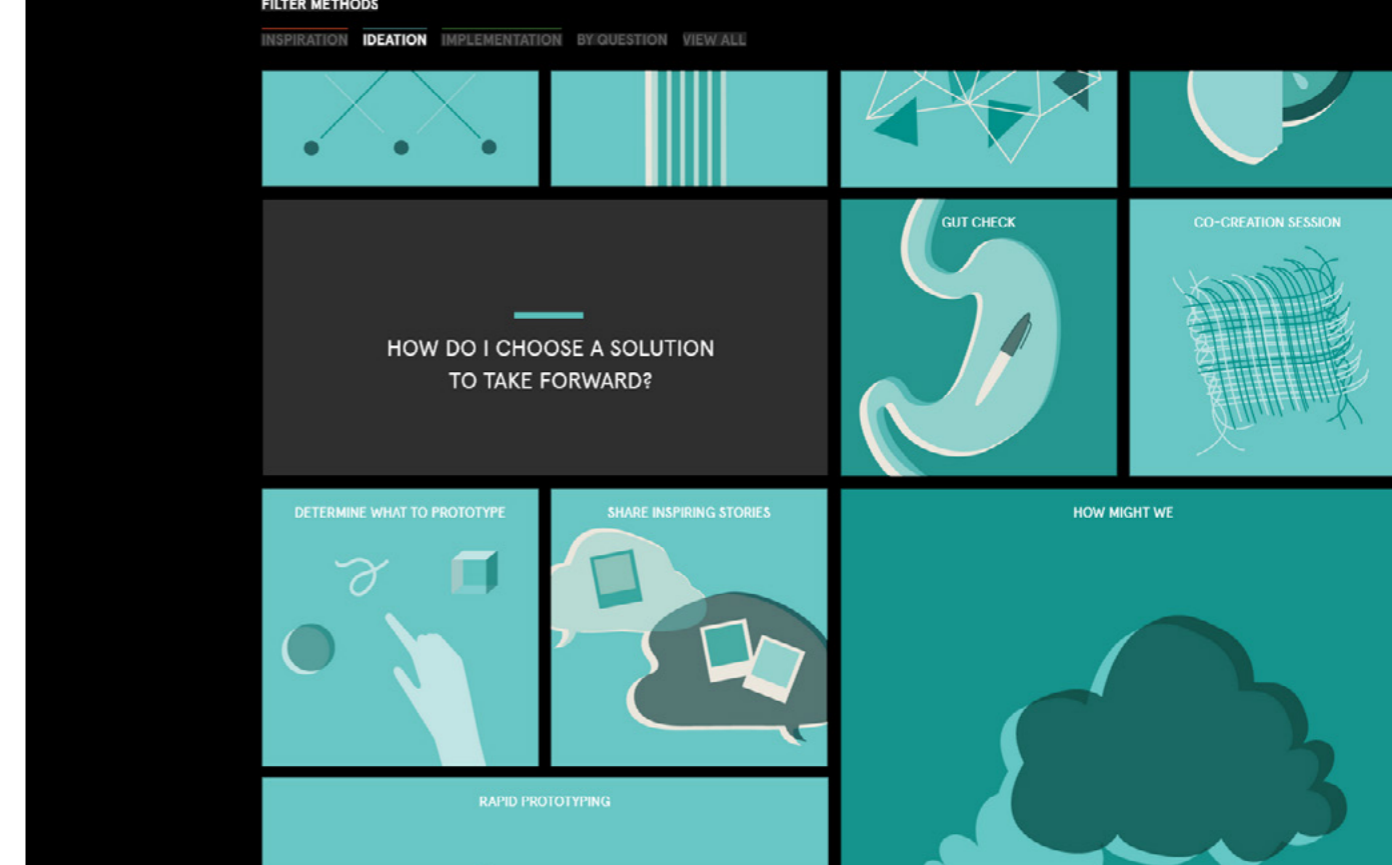 FILTER METHODS
INSPIRATION IDEATION IMPLEMENTATION BY QUESTION VIEW ALL
HOW DO I CHOOSE A SOLUTION
TO TAKE FORWARD?
GUT CHECK
CO-CREATION SESSION
DETERMINE WHAT TO PROTOTYPE
SHARE INSPIRING STORIES
HOW MIGHT WE
RAPID PROTOTYPING